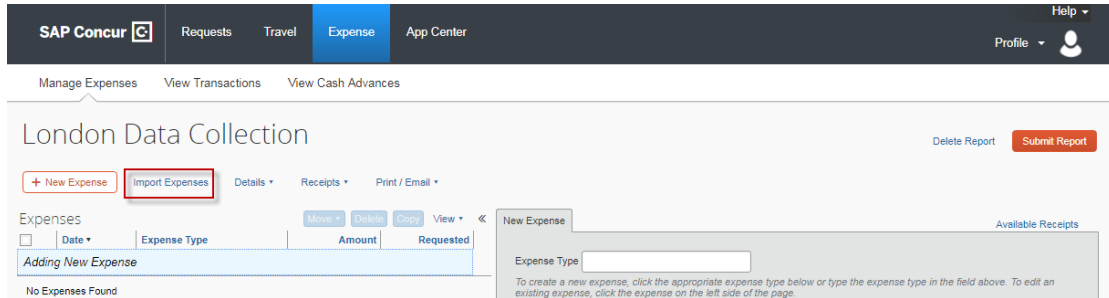 Help
SAP Concur C Requests Travel Expense App Center
Profile
Manage Expenses View Transactions View Cash Advances
London Data Collection
Delete Report Submit Report
+ New Expense Import Expenses Details Receipts Print / Email
Expenses Move Delete Copy View « New Expense Available Receipts
Date Expense Type Amount Requested
Adding New Expense
Expense Type
No Expenses Found
To create a new expense, click the appropriate expense type below or type the expense type in the field above. To edit an
existing expense, click the expense on the left side of the page.